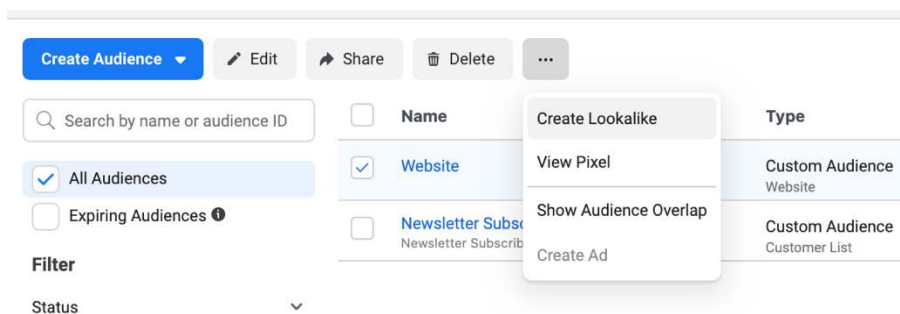 Create Audience
Edit
Share
Delete
...
Search by name or audience ID
All Audiences
Expiring Audiences
Filter
Status
Name
Type
Website
Custom Audience
Website
Newsletter
Newsletter
Custom Audience
Customer List
Create Lookalike
View Pixel
Show Audience Overlap
Create Ad